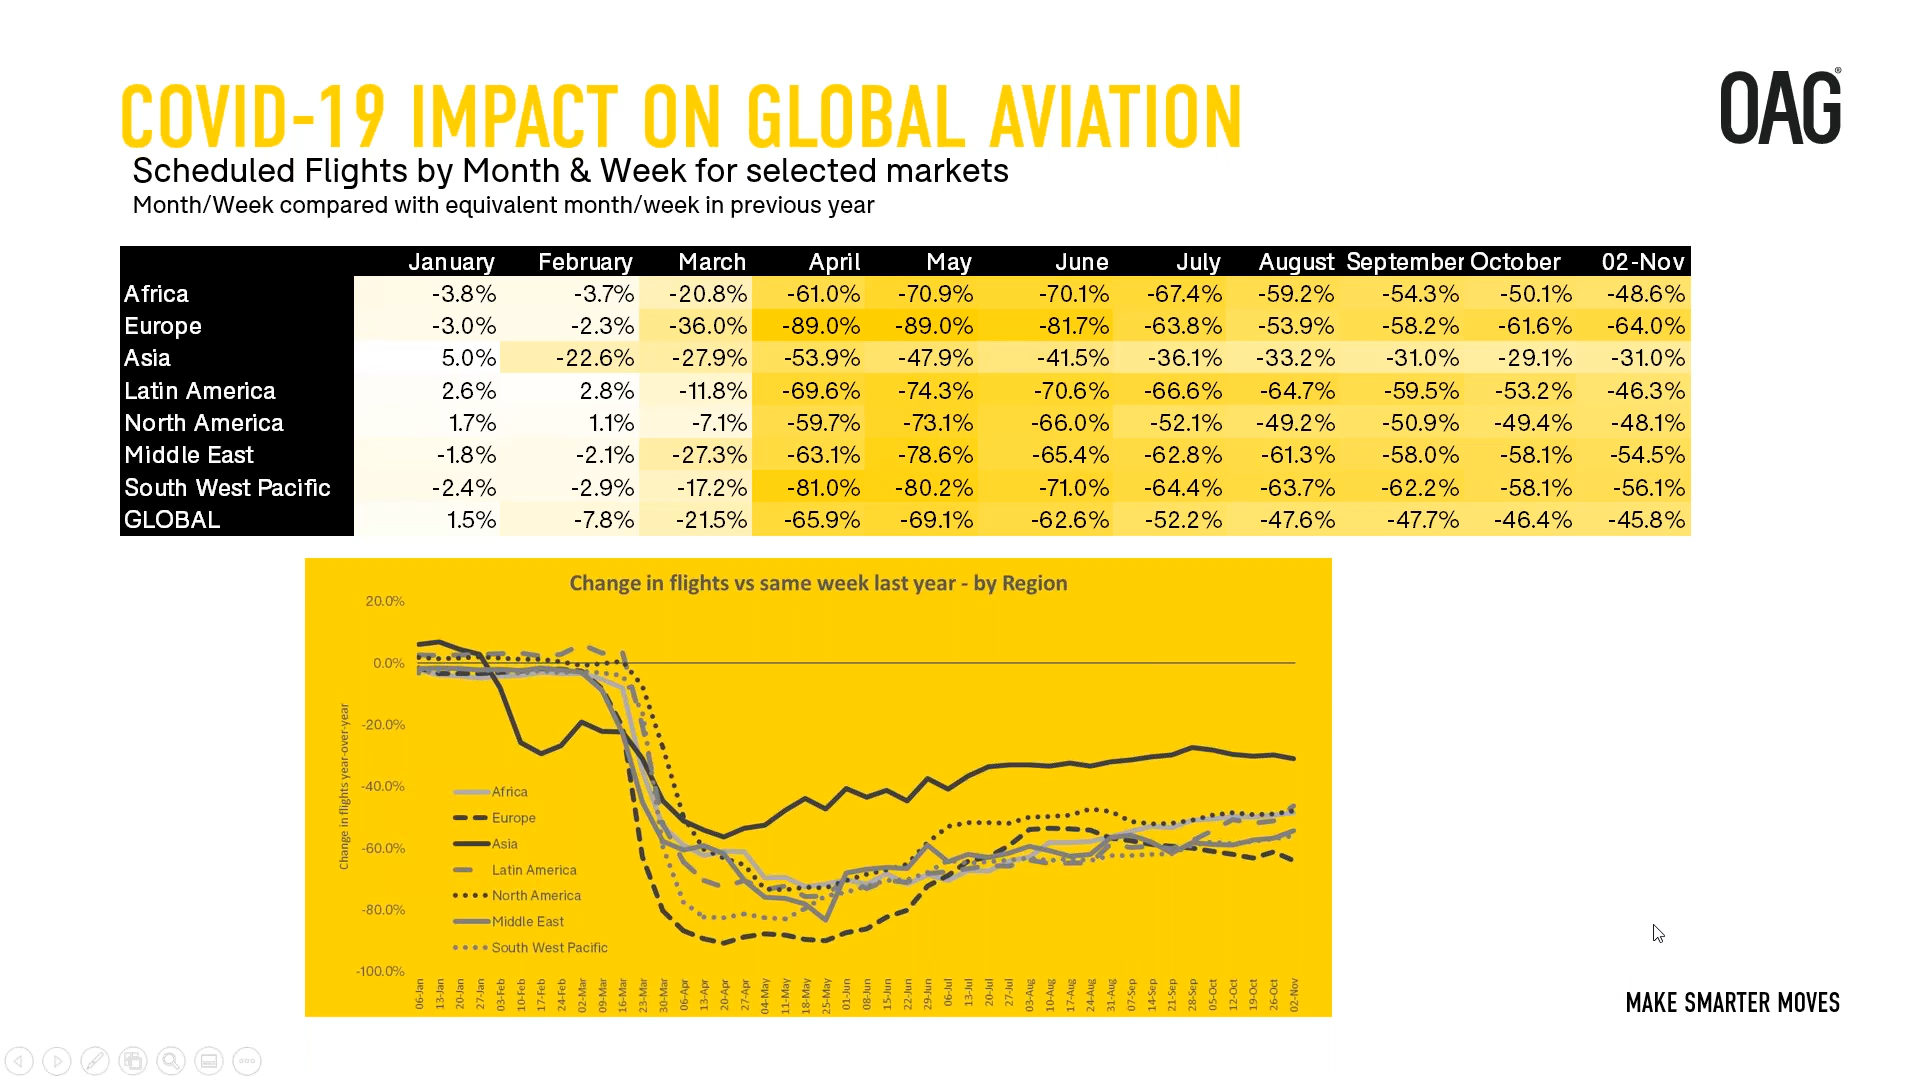 COVID-19 IMPACT ON GLOBAL AVIATION
OAG®
Scheduled Flights by Month & Week for selected markets
Month/Week compared with equivalent month/week in previous year
January February March April May June July August September October 02-Nov
Africa -3.8% -3.7% -20.8% -61.0% -70.9% -70.1% -67.4% -59.2% -54.3% -50.1% -48.6%
Europe -3.0% -2.3% -36.0% -89.0% -89.0% -81.7% -63.8% -53.9% -58.2% -61.6% -64.0%
Asia 5.0% -22.6% -27.9% -53.9% -47.9% -41.5% -36.1% -33.2% -31.0% -29.1% -31.0%
Latin America 2.6% 2.8% -11.8% -69.6% -74.3% -70.6% -66.6% -64.7% -59.5% -53.2% -46.3%
North America 1.7% 1.1% -7.1% -59.7% -73.1% -66.0% -52.1% -49.2% -50.9% -49.4% -48.1%
Middle East -1.8% -2.1% -27.3% -63.1% -78.6% -65.4% -62.8% -61.3% -58.0% -58.1% -54.5%
South West Pacific -2.4% -2.9% -17.2% -81.0% -80.2% -71.0% -64.4% -63.7% -62.2% -58.1% -56.1%
GLOBAL 1.5% -7.8% -21.5% -65.9% -69.1% -62.6% -52.2% -47.6% -47.7% -46.4% -45.8%
Change in flights vs same week last year - by Region
Change in flights year-over-year
20.0%
0.0%
-20.0%
-40.0%
-60.0%
-80.0%
-100.0%
Africa
Europe
Asia
Latin America
North America
Middle East
South West Pacific
06-Jan 13-Jan 20-Jan 27-Jan 03-Feb 10-Feb 17-Feb 24-Feb 02-Mar 09-Mar 16-Mar 23-Mar 30-Mar 06-Apr 13-Apr 20-Apr 27-Apr 04-May 11-May 18-May 25-May 01-Jun 08-Jun 15-Jun 22-Jun 29-Jun 06-Jul 13-Jul 20-Jul 27-Jul 03-Aug 10-Aug 17-Aug 24-Aug 31-Aug 07-Sep 14-Sep 21-Sep 28-Sep 05-Oct 12-Oct 19-Oct 26-Oct 02-Nov
MAKE SMARTER MOVES